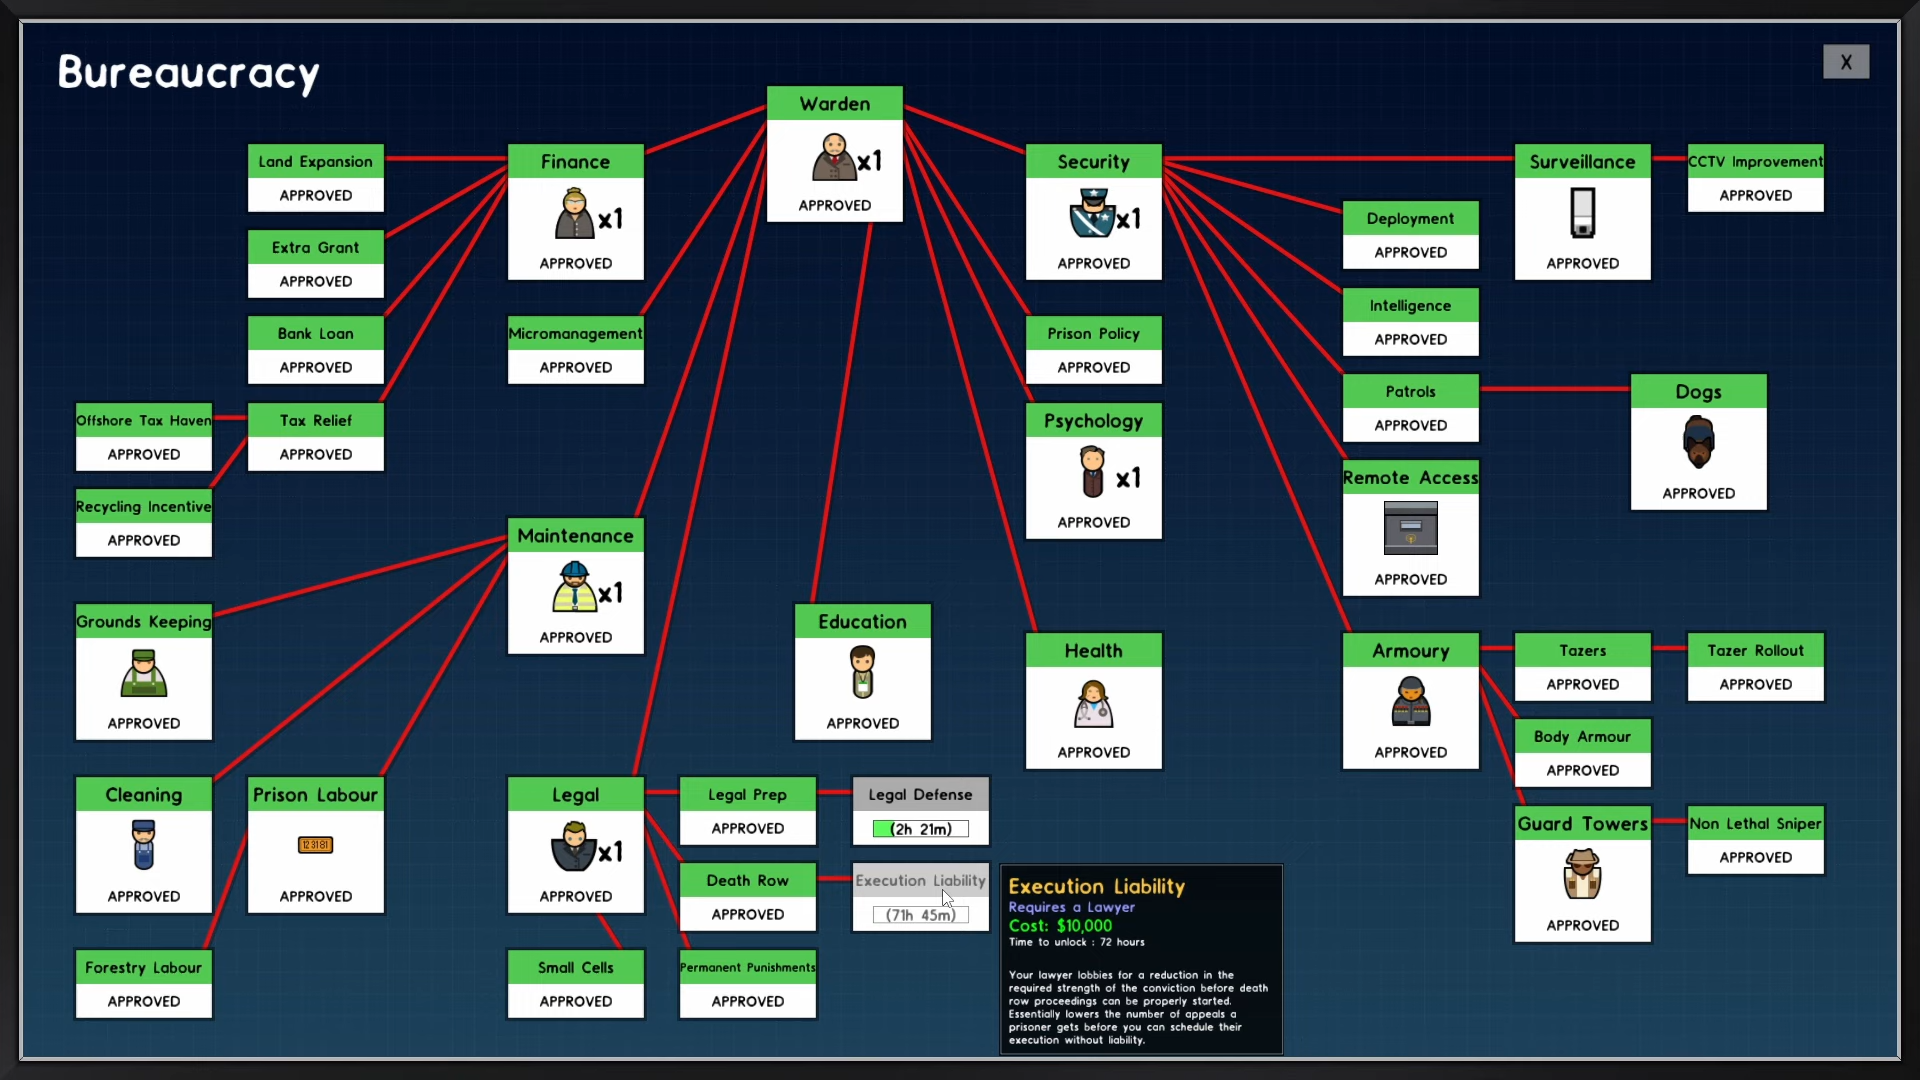 Bureaucracy
X
Warden
x1
APPROVED
Land Expansion
APPROVED
Finance
x1
APPROVED
Security
x1
APPROVED
Surveillance
APPROVED
CCTV Improvement
APPROVED
Extra Grant
APPROVED
Deployment
APPROVED
Bank Loan
APPROVED
Micromanagement
APPROVED
Prison Policy
APPROVED
Intelligence
APPROVED
Offshore Tax Haven
APPROVED
Tax Relief
APPROVED
Psychology
x1
APPROVED
Patrols
APPROVED
Dogs
APPROVED
Recycling Incentive
APPROVED
Remote Access
APPROVED
Maintenance
x1
APPROVED
Grounds Keeping
APPROVED
Education
APPROVED
Health
APPROVED
Armoury
APPROVED
Tazers
APPROVED
Tazer Rollout
APPROVED
Body Armour
APPROVED
Cleaning
APPROVED
Prison Labour
123181
APPROVED
Legal
x1
APPROVED
Legal Prep
APPROVED
Legal Defense
(2h 21m)
Guard Towers
APPROVED
Non Lethal Sniper
APPROVED
Death Row
APPROVED
Execution Liability
(71h 45m)
Forestry Labour
APPROVED
Small Cells
APPROVED
Permanent Punishments
APPROVED
Execution Liability
Requires a Lawyer
Cost: $10,000
Time to unlock : 72 hours
Your lawyer lobbies for a reduction in the
required strength of the conviction before death
row proceedings can be properly started.
Essentially lowers the number of appeals a
prisoner gets before you can schedule their
execution without liability.